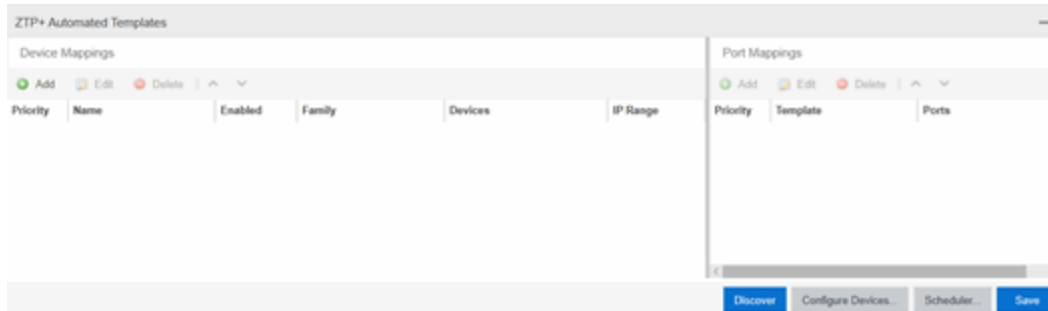 ZTP+ Automated Templates
Device Mappings
Port Mappings
Add Edit Delete
Add Edit Delete
Priority Name Enabled Family Devices IP Range
Priority Template Ports
Discover Configure Devices... Scheduler... Save